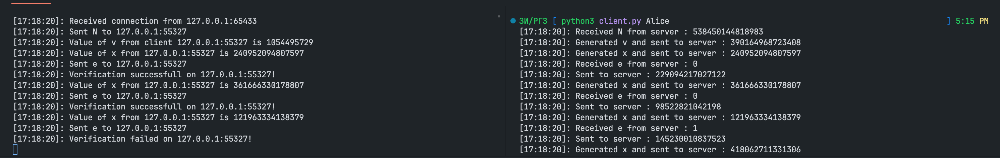 [17:18:20]: Received connection from 127.0.0.1:65433
[17:18:20]: Sent N to 127.0.0.1:55327
[17:18:20]: Value of v from client 127.0.0.1:55327 is 1054495729
[17:18:20]: Value of x from 127.0.0.1:55327 is 240952094807597
[17:18:20]: Sent e to 127.0.0.1:55327
[17:18:20]: Verification successfull on 127.0.0.1:55327!
[17:18:20]: Value of x from 127.0.0.1:55327 is 361666330178807
[17:18:20]: Sent e to 127.0.0.1:55327
[17:18:20]: Verification successfull on 127.0.0.1:55327!
[17:18:20]: Value of x from 127.0.0.1:55327 is 121963334138379
[17:18:20]: Sent e to 127.0.0.1:55327
[17:18:20]: Verification failed on 127.0.0.1:55327!
ЗИ/РГЗ [ python3 client.py Alice ] 5:15 PM
[17:18:20]: Received N from server : 538450144818983
[17:18:20]: Generated v and sent to server : 390164968723408
[17:18:20]: Generated x and sent to server : 240952094807597
[17:18:20]: Received e from server : 0
[17:18:20]: Sent to server : 229094217027122
[17:18:20]: Generated x and sent to server : 361666330178807
[17:18:20]: Received e from server : 0
[17:18:20]: Sent to server : 98522821042198
[17:18:20]: Generated x and sent to server : 121963334138379
[17:18:20]: Received e from server : 1
[17:18:20]: Sent to server : 145230010837523
[17:18:20]: Generated x and sent to server : 418062711331306